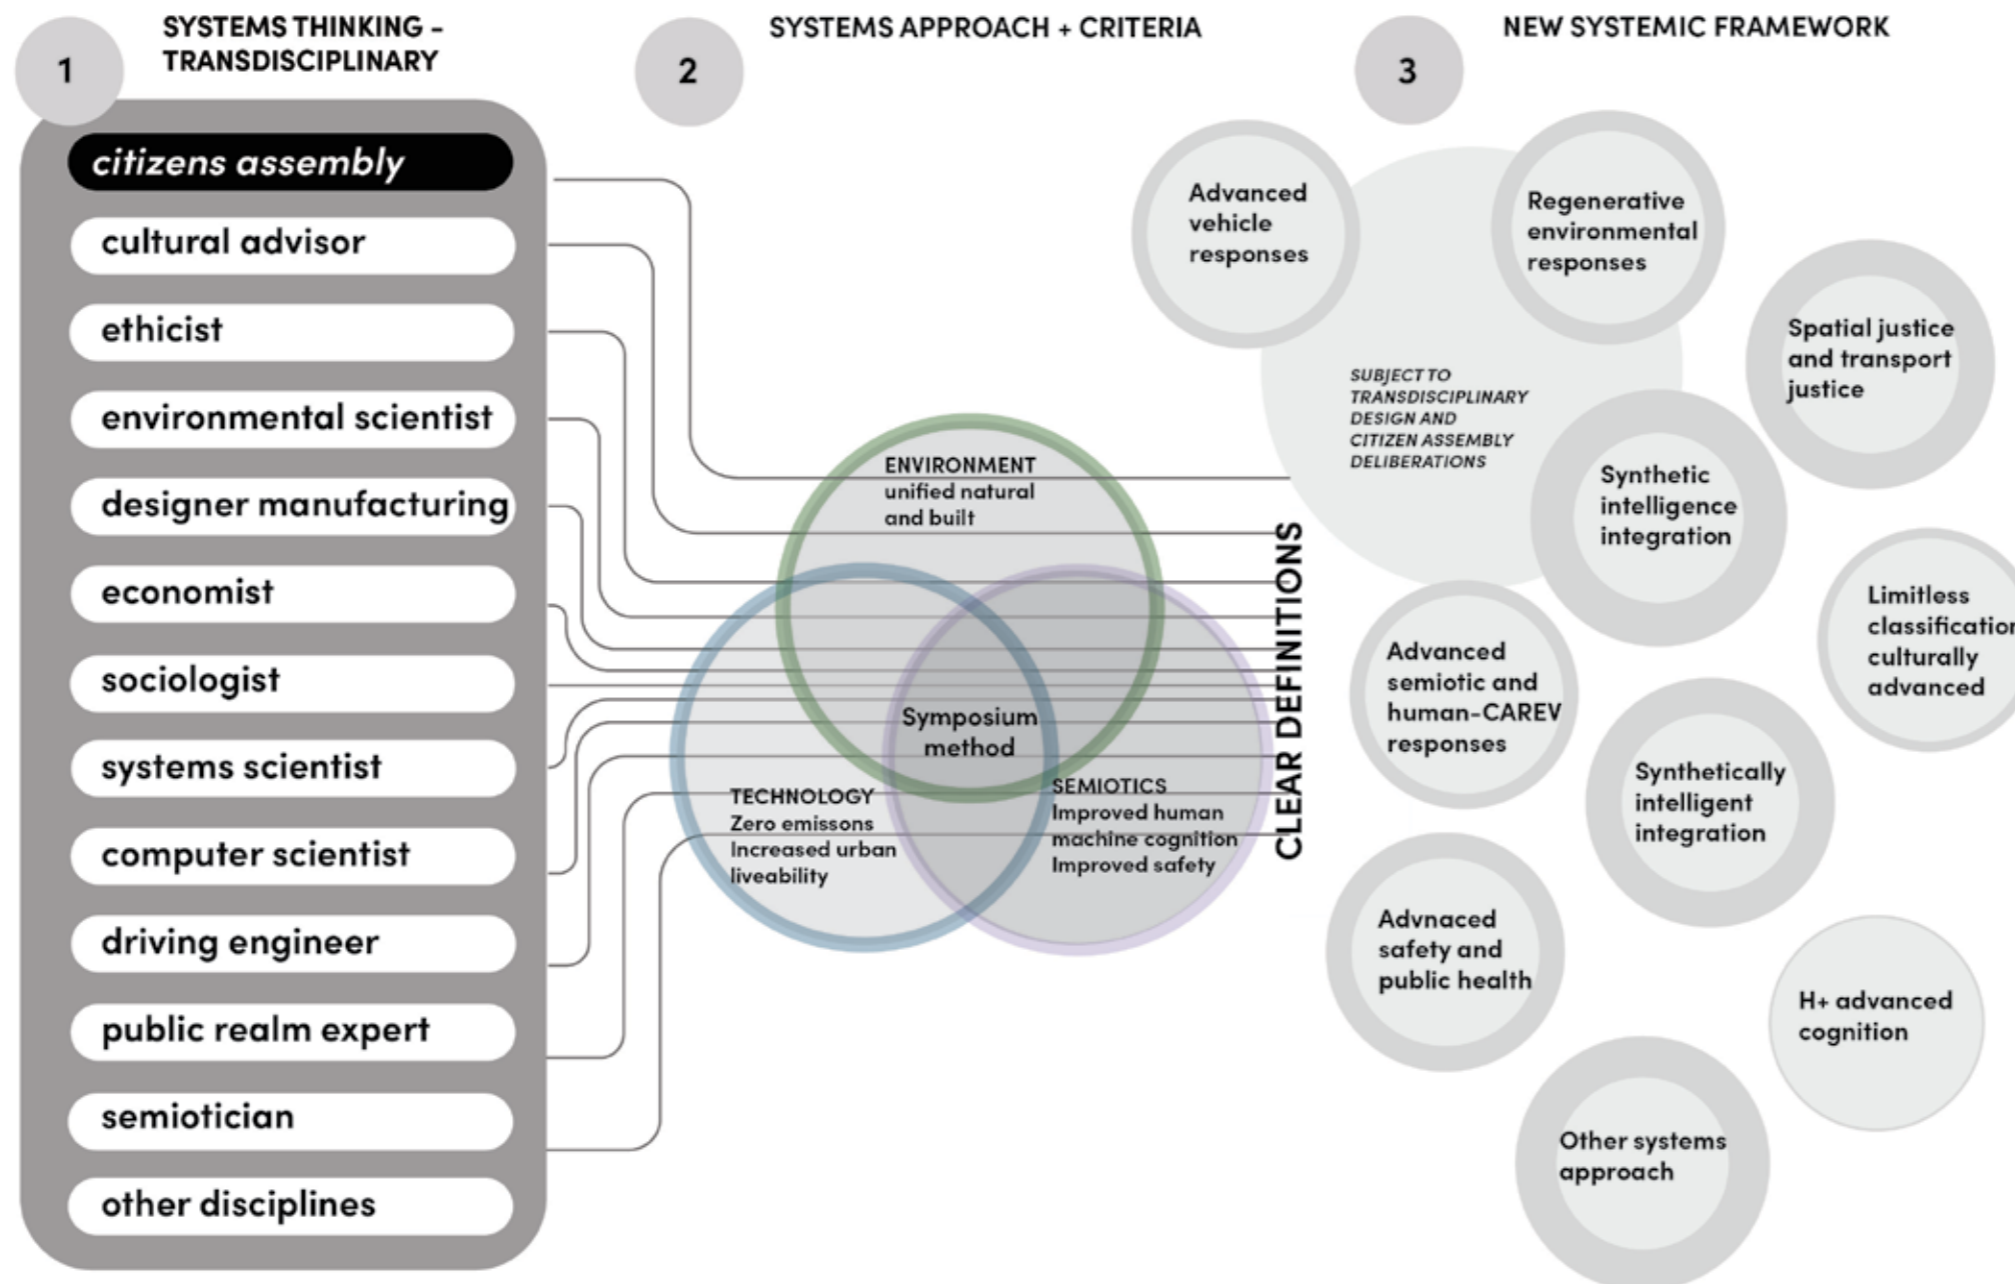 1
SYSTEMS THINKING -
TRANSDISCIPLINARY
citizens assembly
cultural advisor
ethicist
environmental scientist
designer manufacturing
economist
sociologist
systems scientist
computer scientist
driving engineer
public realm expert
semiotician
other disciplines
2
SYSTEMS APPROACH + CRITERIA
ENVIRONMENT
unified natural
and built
Symposium
method
TECHNOLOGY
Zero emissons
Increased urban
liveability
SEMIOTICS
Improved human
machine cognition
Improved safety
CLEAR DEFINITIONS
3
NEW SYSTEMIC FRAMEWORK
Advanced
vehicle
responses
Regenerative
environmental
responses
Spatial justice
and transport
justice
SUBJECT TO
TRANSDISCIPLINARY
DESIGN AND
CITIZEN ASSEMBLY
DELIBERATIONS
Synthetic
intelligence
integration
Limitless
classification
culturally
advanced
Advanced
semiotic and
human-CAREV
responses
Synthetically
intelligent
integration
Advnaced
safety and
public health
H+ advanced
cognition
Other systems
approach